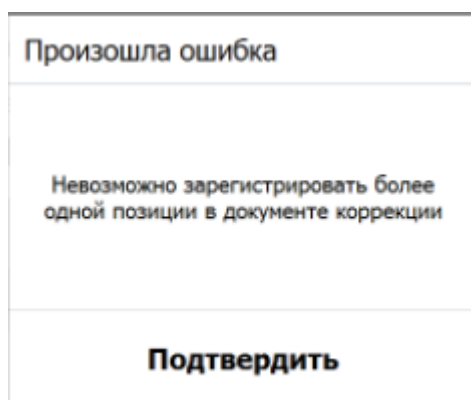 Произошла ошибка
Невозможно зарегистрировать более
одной позиции в документе коррекции
Подтвердить